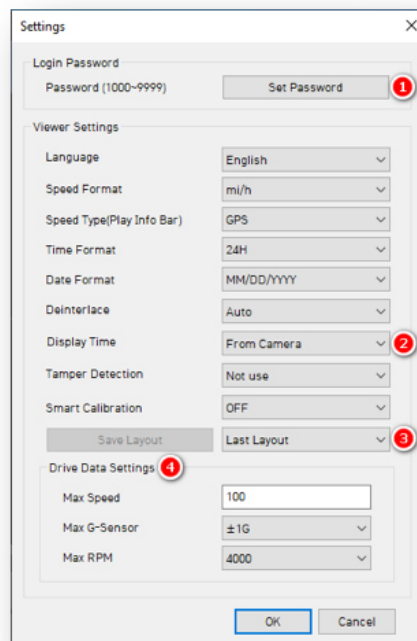 Settings
Login Password
Password (1000~9999) Set Password 1
Viewer Settings
Language English
Speed Format mi/h
Speed Type(Play Info Bar) GPS
Time Format 24H
Date Format MM/DD/YYYY
Deinterlace Auto
Display Time From Camera 2
Tamper Detection Not use
Smart Calibration OFF
Save Layout Last Layout 3
Drive Data Settings 4
Max Speed 100
Max G-Sensor ±1G
Max RPM 4000
OK Cancel